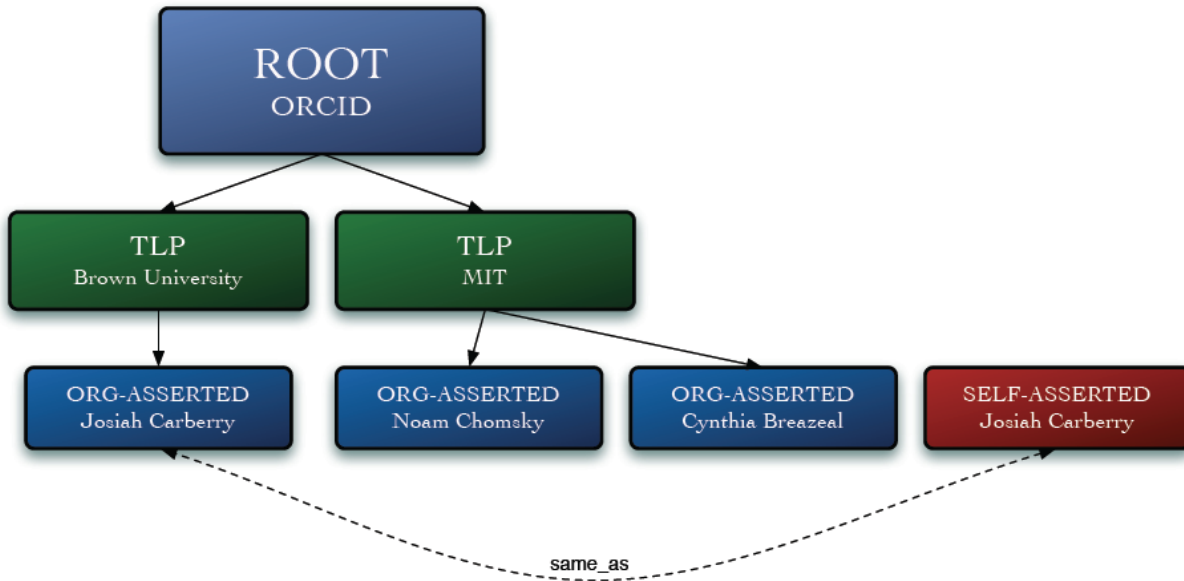 ROOT
ORCID
TLP
Brown University
TLP
MIT
ORG-ASSERTED
Josiah Carberry
ORG-ASSERTED
Noam Chomsky
ORG-ASSERTED
Cynthia Breazeal
SELF-ASSERTED
Josiah Carberry
same_as